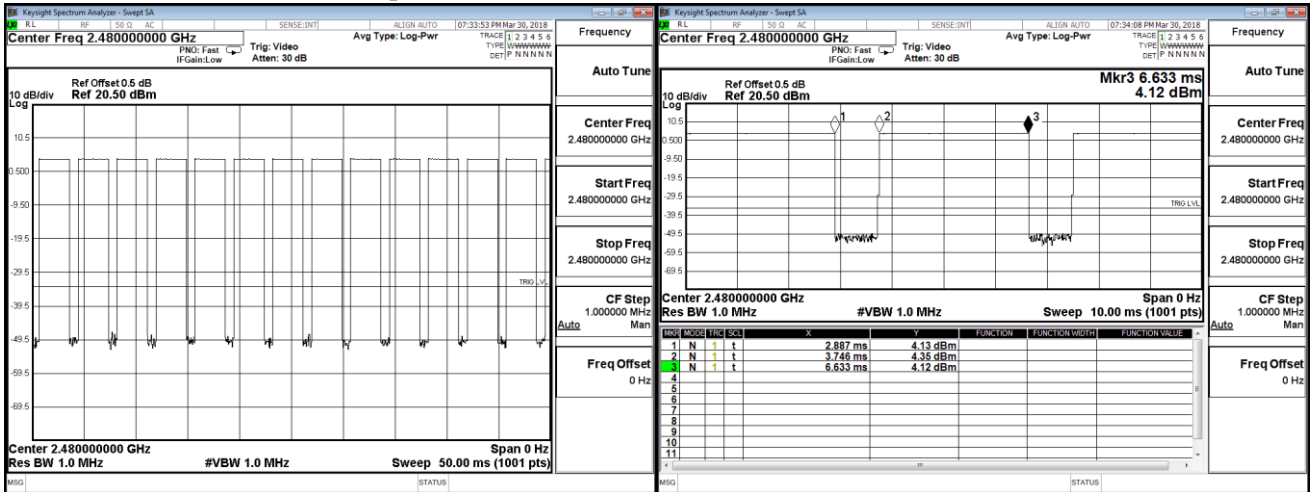 Keysight Spectrum Analyzer - Swept SA
RL RF 50 Ω AC SENSE:INT ALIGN AUTO 07:33:53 PM Mar 30, 2018
Center Freq 2.480000000 GHz
PNO: Fast
IFGain:Low
Trig: Video
Atten: 30 dB
Avg Type: Log-Pwr
TRACE 1 2 3 4 5 6
TYPE WWWWWW
DET P NNNNN
Ref Offset 0.5 dB
10 dB/div Ref 20.50 dBm
Log
10.5
0.500
-9.50
-19.5
-29.5
-39.5
-49.5
-59.5
-69.5
TRIG LVL
Center 2.480000000 GHz Span 0 Hz
Res BW 1.0 MHz #VBW 1.0 MHz Sweep 50.00 ms (1001 pts)
MSG STATUS
Frequency
Auto Tune
Center Freq
2.480000000 GHz
Start Freq
2.480000000 GHz
Stop Freq
2.480000000 GHz
CF Step
1.000000 MHz
Auto Man
Freq Offset
0 Hz
Keysight Spectrum Analyzer - Swept SA
RL RF 50 Ω AC SENSE:INT ALIGN AUTO 07:34:08 PM Mar 30, 2018
Center Freq 2.480000000 GHz
PNO: Fast
IFGain:Low
Trig: Video
Atten: 30 dB
Avg Type: Log-Pwr
TRACE 1 2 3 4 5 6
TYPE WWWWWW
DET P NNNNN
Mkr3 6.633 ms
4.12 dBm
Ref Offset 0.5 dB
10 dB/div Ref 20.50 dBm
Log
1 2 3
10.5
0.500
-9.50
-19.5
-29.5
-39.5
-49.5
-59.5
-69.5
TRIG LVL
Center 2.480000000 GHz Span 0 Hz
Res BW 1.0 MHz #VBW 1.0 MHz Sweep 10.00 ms (1001 pts)
MKR MODE TRC SCL X Y FUNCTION FUNCTION WIDTH FUNCTION VALUE
1 N 1 t 2.887 ms 4.13 dBm
2 N 1 t 3.746 ms 4.35 dBm
3 N 1 t 6.633 ms 4.12 dBm
4
5
6
7
8
9
10
11
MSG STATUS
Frequency
Auto Tune
Center Freq
2.480000000 GHz
Start Freq
2.480000000 GHz
Stop Freq
2.480000000 GHz
CF Step
1.000000 MHz
Auto Man
Freq Offset
0 Hz